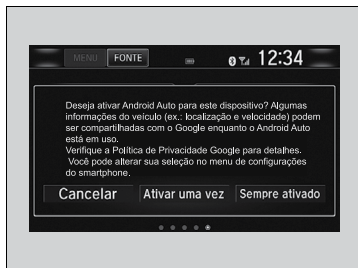 MENU FONTE 12:34
Deseja ativar Android Auto para este dispositivo? Algumas
informações do veículo (ex.: localização e velocidade) podem
ser compartilhadas com o Google enquanto o Android Auto
está em uso.
Verifique a Política de Privacidade Google para detalhes.
Você pode alterar sua seleção no menu de configurações
do smartphone.
Cancelar Ativar uma vez Sempre ativado